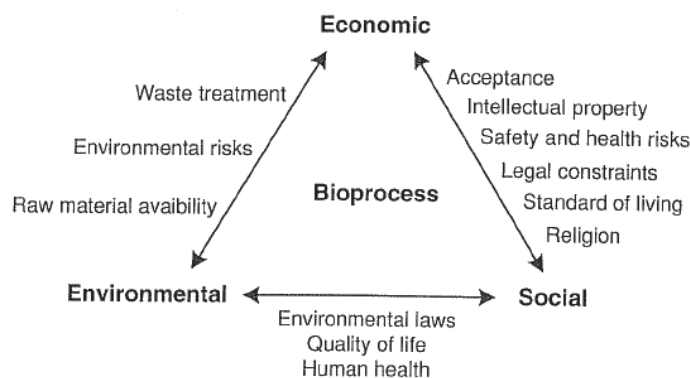 Economic
Waste treatment
Environmental risks
Raw material avaibility
Acceptance
Intellectual property
Safety and health risks
Legal constraints
Standard of living
Religion
Bioprocess
Environmental
Social
Environmental laws
Quality of life
Human health